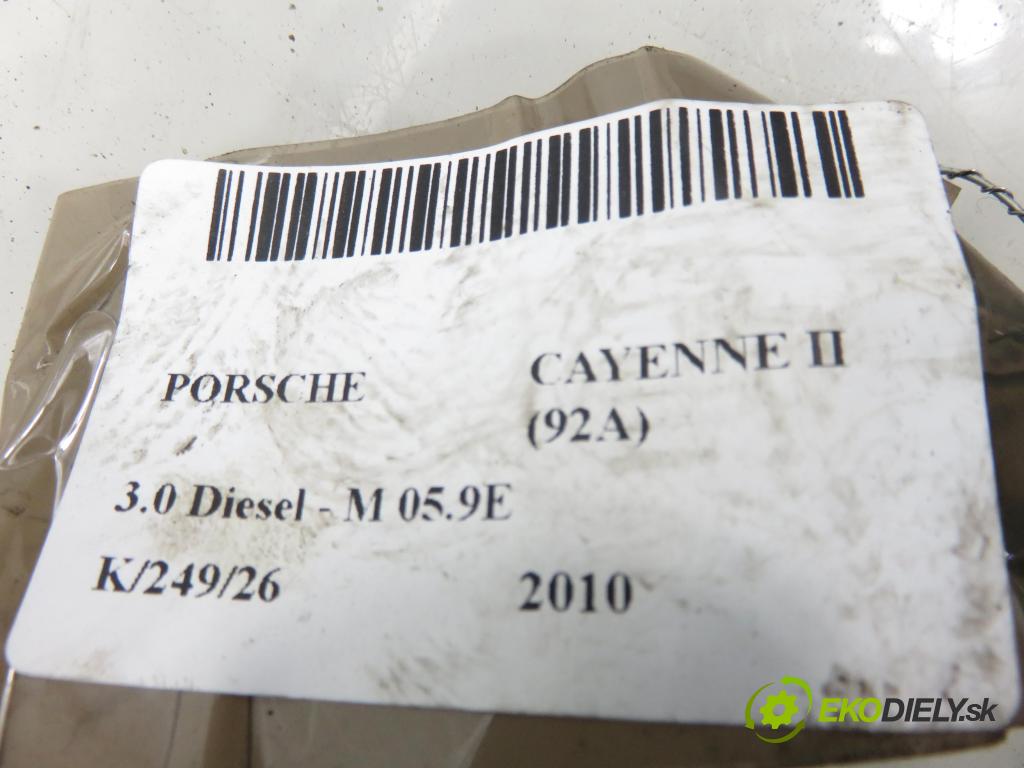 PORSCHE
CAYENNE II
(92A)
3.0 Diesel - M 05.9E
K/249/26
2010
EKODIELY.sk